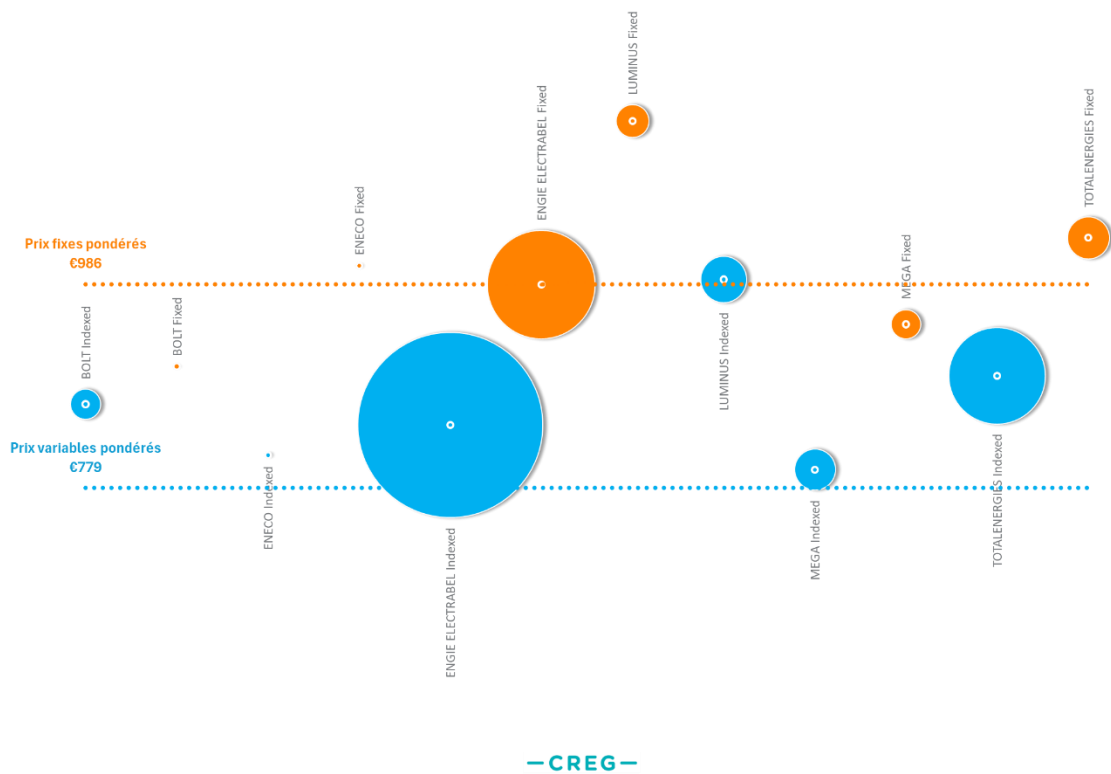 LUMINUS Fixed
ENGIE ELECTRABEL Fixed
TOTALENERGIES Fixed
ENECO Fixed
Prix fixes pondérés
€986
MEGA Fixed
BOLT Indexed
BOLT Fixed
LUMINUS Indexed
Prix variables pondérés
€779
ENECO Indexed
ENGIE ELECTRABEL Indexed
MEGA Indexed
TOTALENERGIES Indexed
CREG